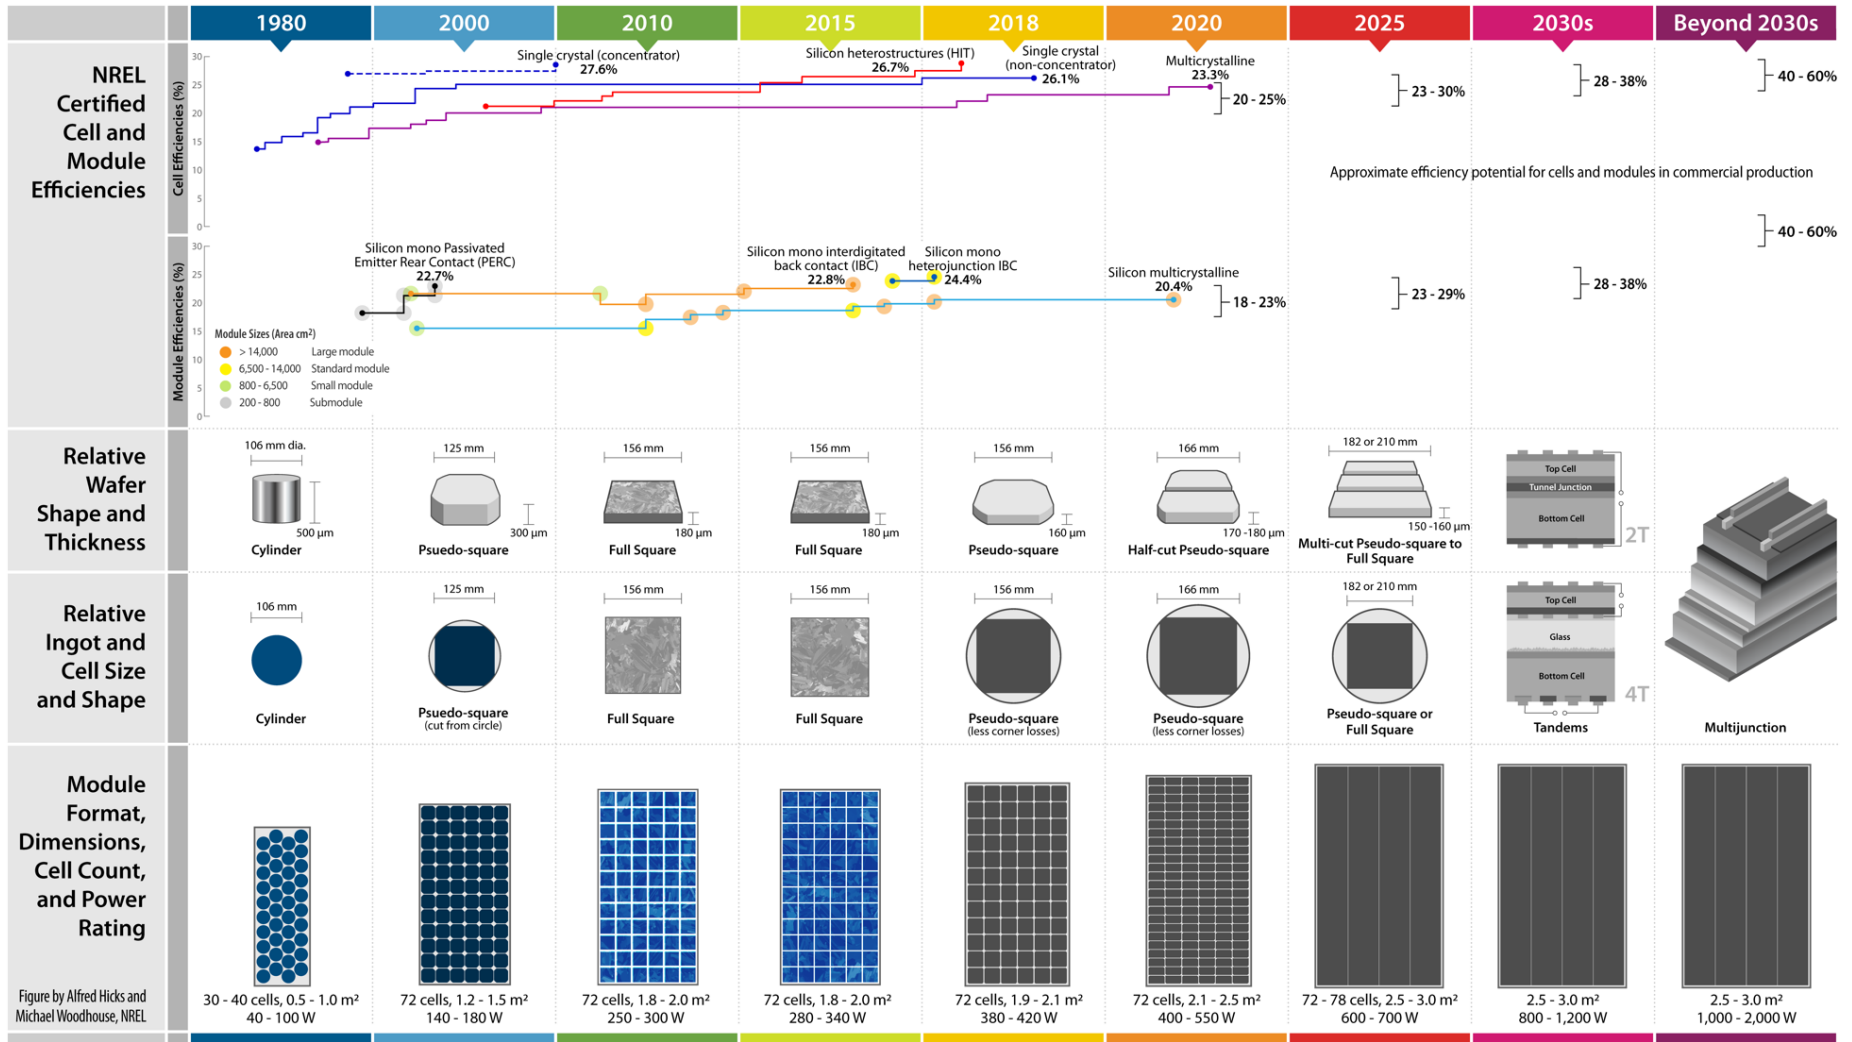 1980
2000
2010
2015
2018
2020
2025
2030s
Beyond 2030s
NREL
Certified
Cell and
Module
Efficiencies
Cell Efficiencies (%)
30
25
20
15
10
5
0
Single crystal (concentrator)
27.6%
Silicon heterostructures (HIT)
26.7%
Single crystal
(non-concentrator)
26.1%
Multicrystalline
23.3%
20 - 25%
23 - 30%
28 - 38%
40 - 60%
Approximate efficiency potential for cells and modules in commercial production
Module Efficiencies (%)
30
25
20
15
10
5
0
Silicon mono Passivated
Emitter Rear Contact (PERC)
22.7%
Silicon mono interdigitated
back contact (IBC)
22.8%
Silicon mono
heterojunction IBC
24.4%
Silicon multicrystalline
20.4%
18 - 23%
23 - 29%
28 - 38%
40 - 60%
Module Sizes (Area cm²)
> 14,000 Large module
6,500 - 14,000 Standard module
800 - 6,500 Small module
200 - 800 Submodule
Relative
Wafer
Shape and
Thickness
106 mm dia.
500 µm
Cylinder
125 mm
300 µm
Psuedo-square
156 mm
180 µm
Full Square
156 mm
180 µm
Full Square
156 mm
160 µm
Pseudo-square
166 mm
170 -180 µm
Half-cut Pseudo-square
182 or 210 mm
150 -160 µm
Multi-cut Pseudo-square to
Full Square
Top Cell
Tunnel Junction
Bottom Cell
2T
Relative
Ingot and
Cell Size
and Shape
106 mm
Cylinder
125 mm
Psuedo-square
(cut from circle)
156 mm
Full Square
156 mm
Full Square
156 mm
Pseudo-square
(less corner losses)
166 mm
Pseudo-square
(less corner losses)
182 or 210 mm
Pseudo-square or
Full Square
Top Cell
Glass
Bottom Cell
4T
Tandems
Multijunction
Module
Format,
Dimensions,
Cell Count,
and Power
Rating
30 - 40 cells, 0.5 - 1.0 m²
40 - 100 W
72 cells, 1.2 - 1.5 m²
140 - 180 W
72 cells, 1.8 - 2.0 m²
250 - 300 W
72 cells, 1.8 - 2.0 m²
280 - 340 W
72 cells, 1.9 - 2.1 m²
380 - 420 W
72 cells, 2.1 - 2.5 m²
400 - 550 W
72 - 78 cells, 2.5 - 3.0 m²
600 - 700 W
2.5 - 3.0 m²
800 - 1,200 W
2.5 - 3.0 m²
1,000 - 2,000 W
Figure by Alfred Hicks and
Michael Woodhouse, NREL